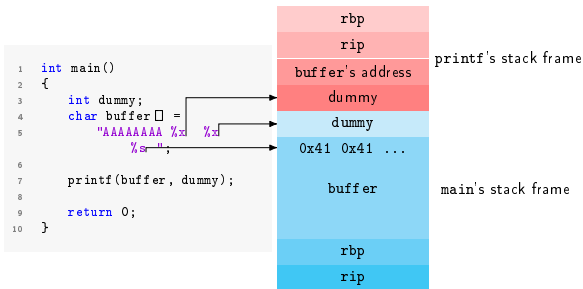 1 int main()
2 {
3 int dummy;
4 char buffer[] =
5 "AAAAAAAA %x %x
%s ";
6
7 printf(buffer, dummy);
8
9 return 0;
10 }
rbp
rip
buffer's address
dummy
printf's stack frame
dummy
0x41 0x41 ...
buffer
main's stack frame
rbp
rip